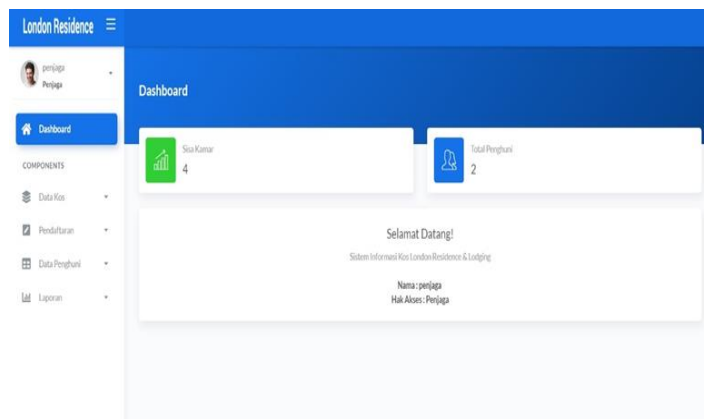 London Residence
penjaga
Penjaga
Dashboard
COMPONENTS
Data Kos
Pendaftaran
Data Penghuni
Laporan
Dashboard
Sisa Kamar
4
Total Penghuni
2
Selamat Datang!
Sistem Informasi Kos London Residence & Lodging
Nama : penjaga
Hak Akses : Penjaga